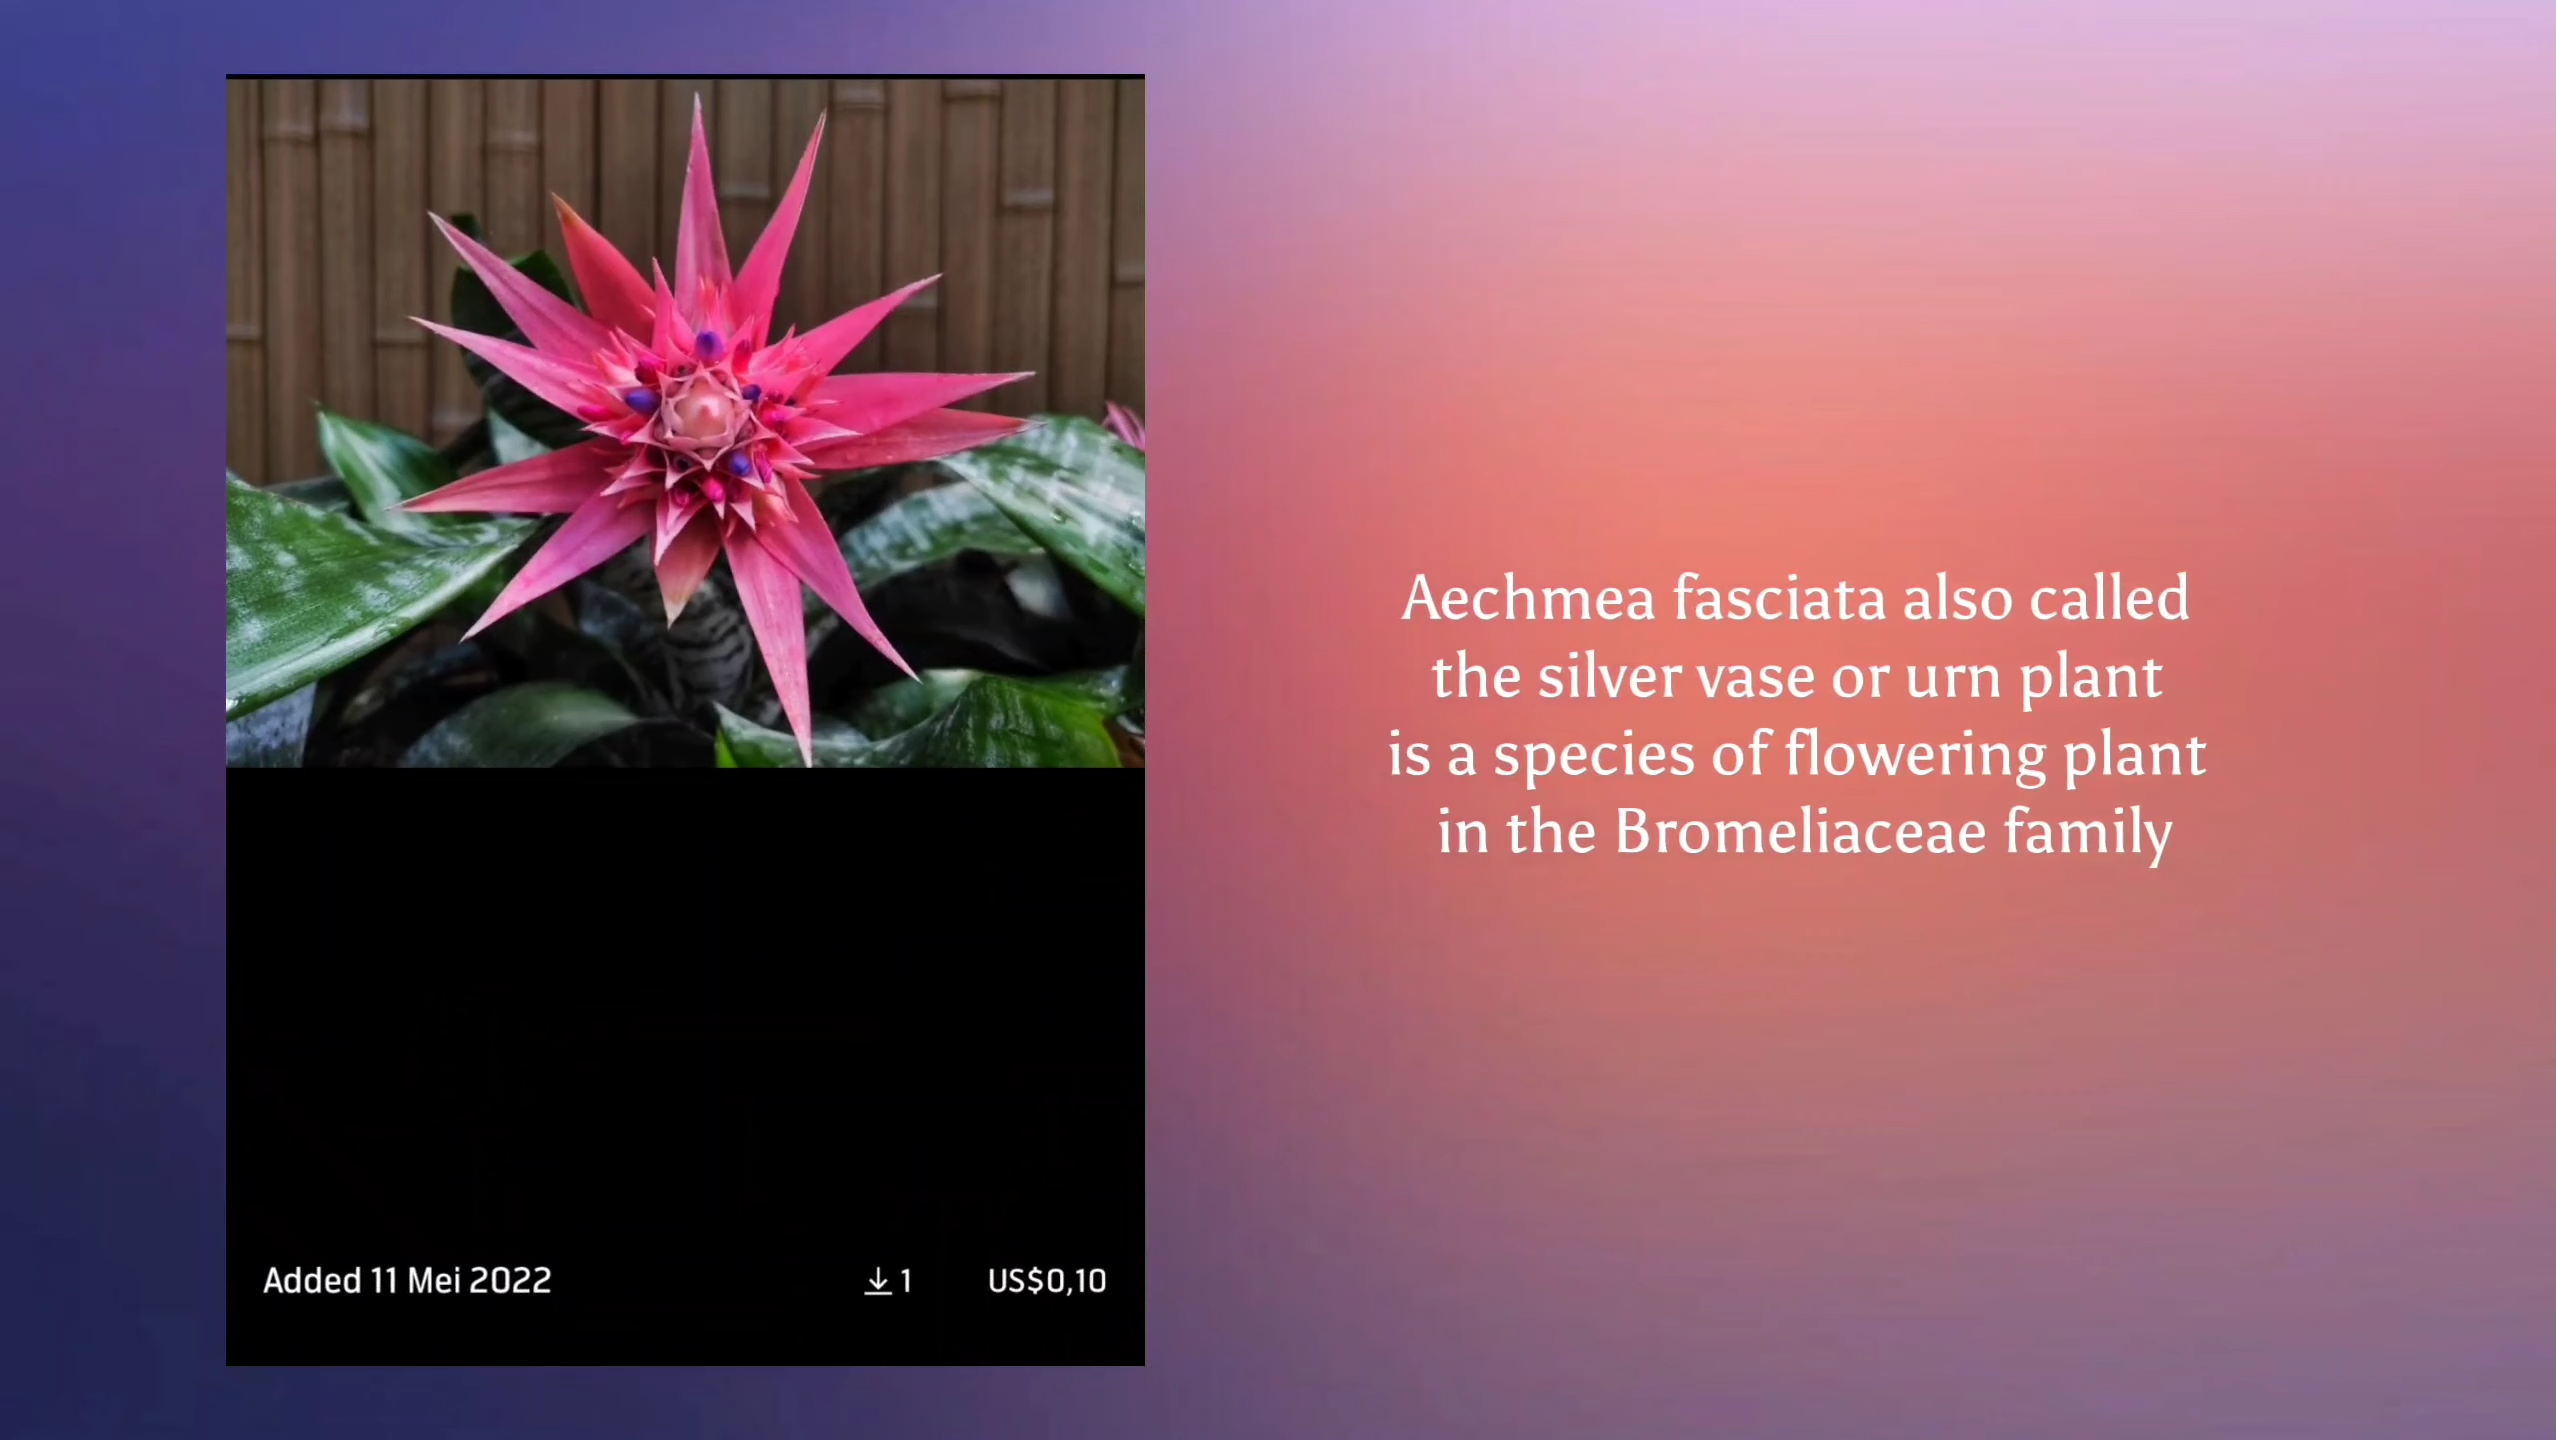 Aechmea fasciata also called
the silver vase or urn plant
is a species of flowering plant
in the Bromeliaceae family
Added 11 Mei 2022
1
US$0,10